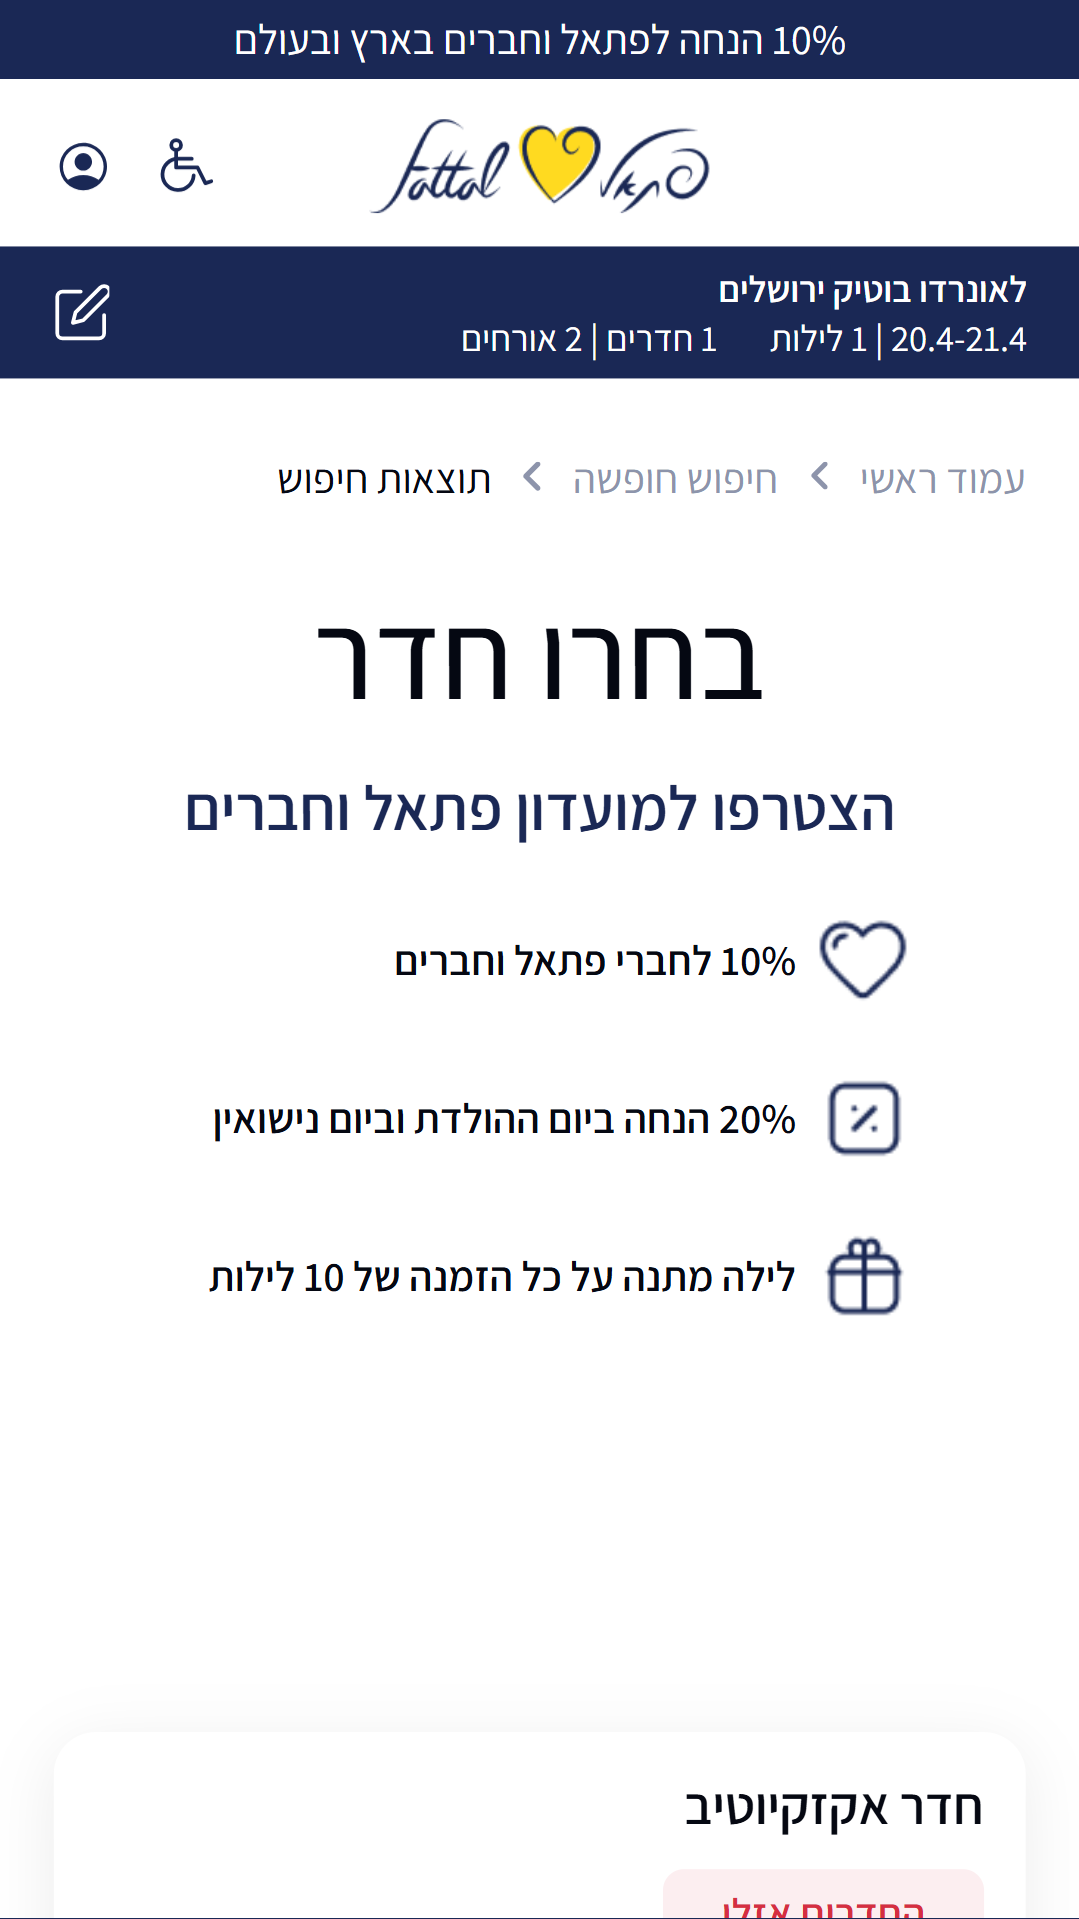 10% הנחה לפתאל וחברים בארץ ובעולם
fattal פתאל
לאונרדו בוטיק ירושלים
20.4-21.4 | 1 לילות 1 חדרים | 2 אורחים
עמוד ראשי > חיפוש חופשה > תוצאות חיפוש
בחרו חדר
הצטרפו למועדון פתאל וחברים
10% לחברי פתאל וחברים
20% הנחה ביום ההולדת וביום נישואין
לילה מתנה על כל הזמנה של 10 לילות
חדר אקזקיוטיב
החדרים אזלו